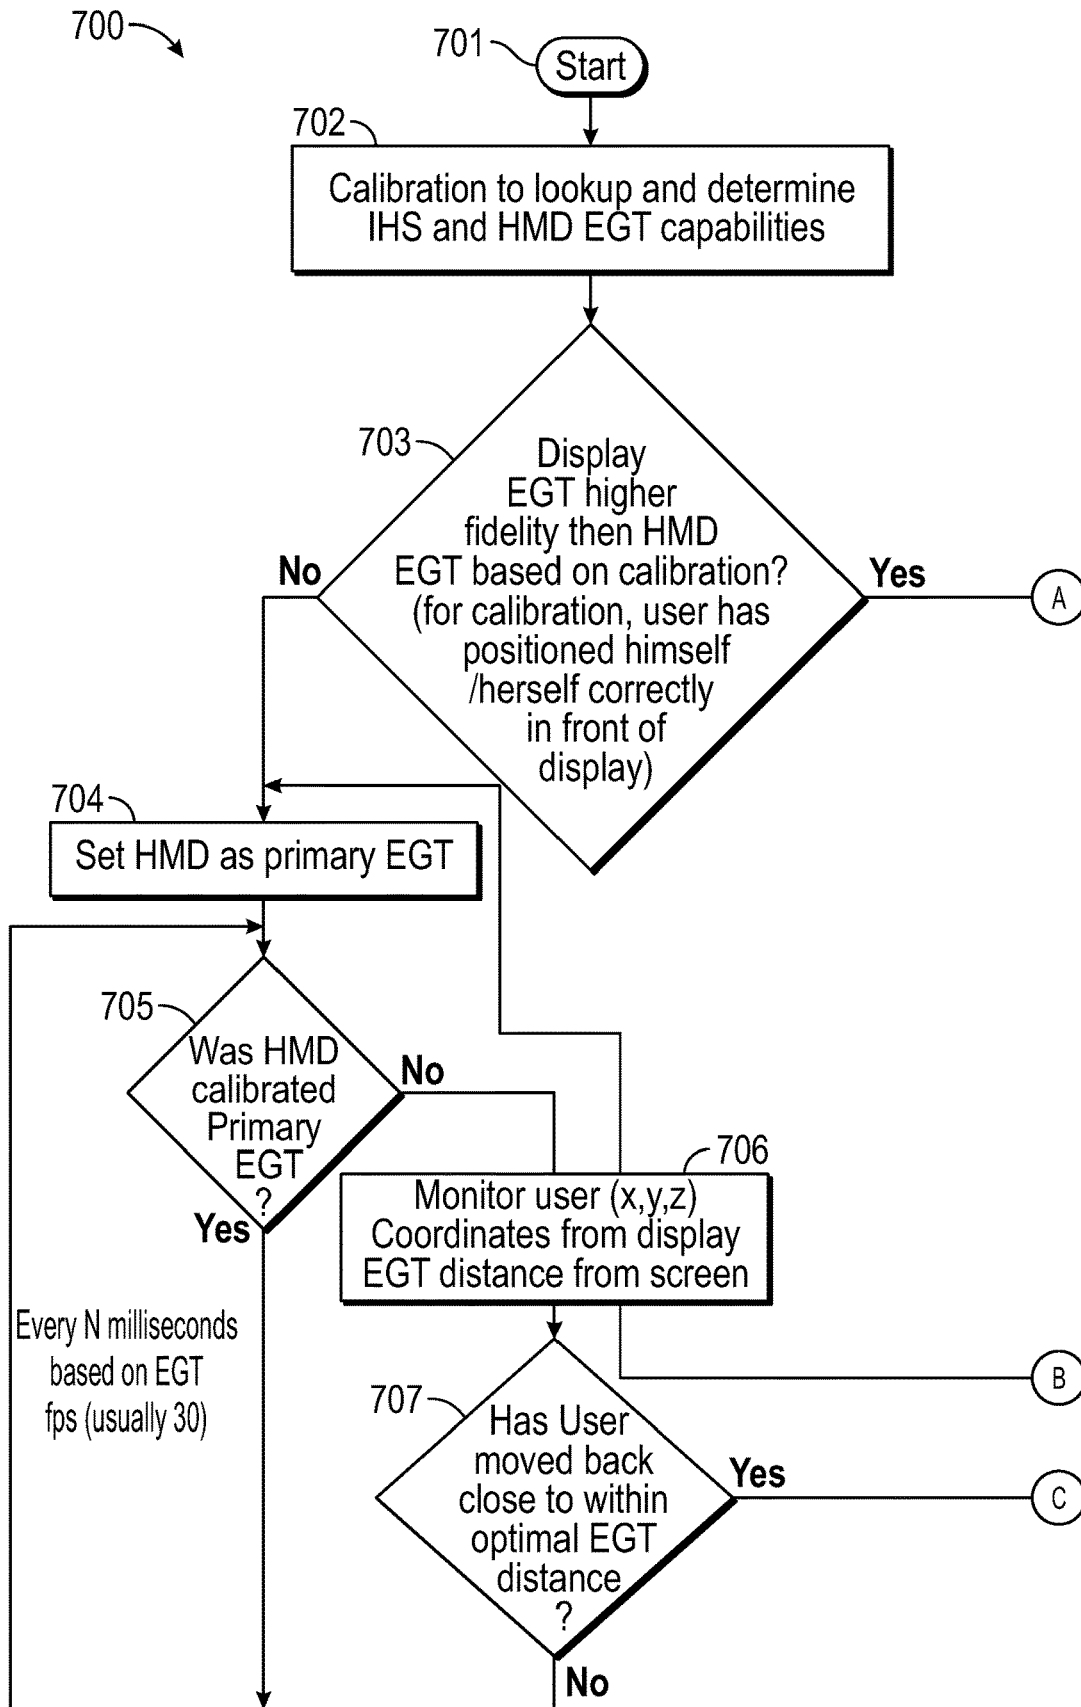 700
701
Start
702
Calibration to lookup and determine
IHS and HMD EGT capabilities
703
Display
EGT higher
fidelity then HMD
EGT based on calibration?
(for calibration, user has
positioned himself
/herself correctly
in front of
display)
No
Yes
A
704
Set HMD as primary EGT
705
Was HMD
calibrated
Primary
EGT
?
No
Yes
706
Monitor user (x,y,z)
Coordinates from display
EGT distance from screen
Every N milliseconds
based on EGT
fps (usually 30)
B
707
Has User
moved back
close to within
optimal EGT
distance
?
Yes
C
No